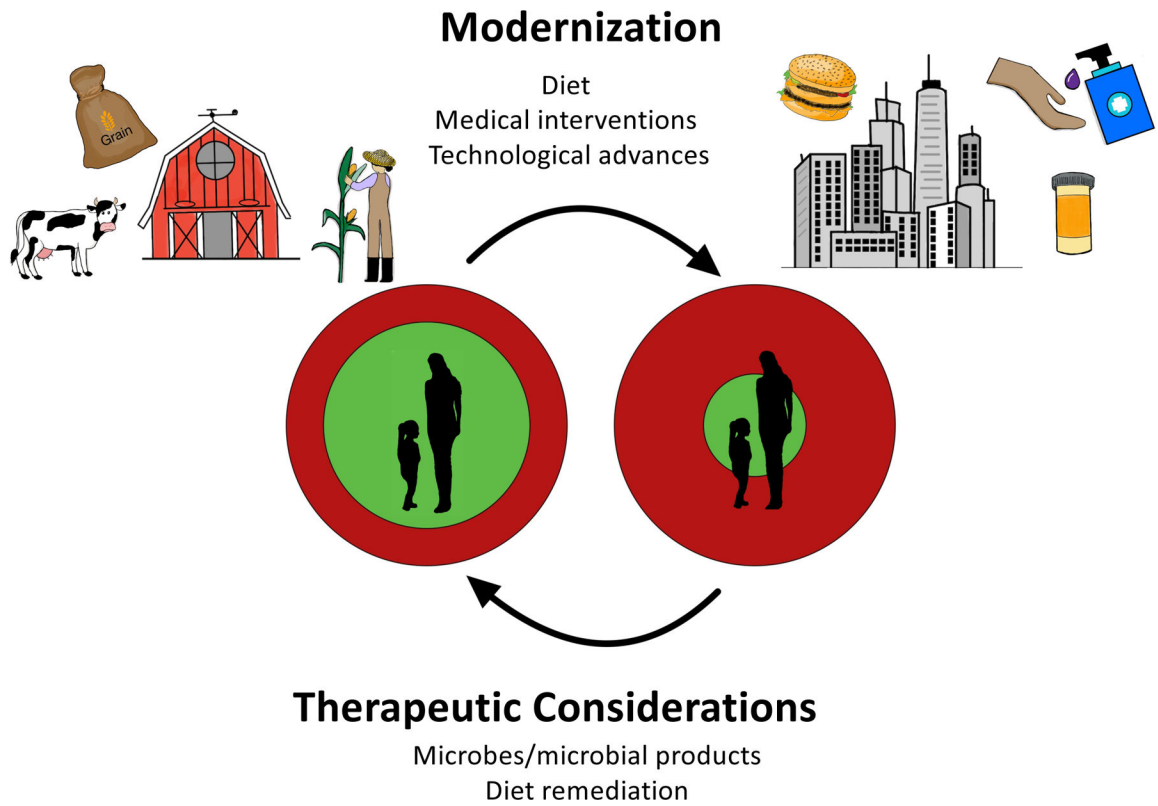 Modernization
Diet
Medical interventions
Technological advances
Grain
Therapeutic Considerations
Microbes/microbial products
Diet remediation